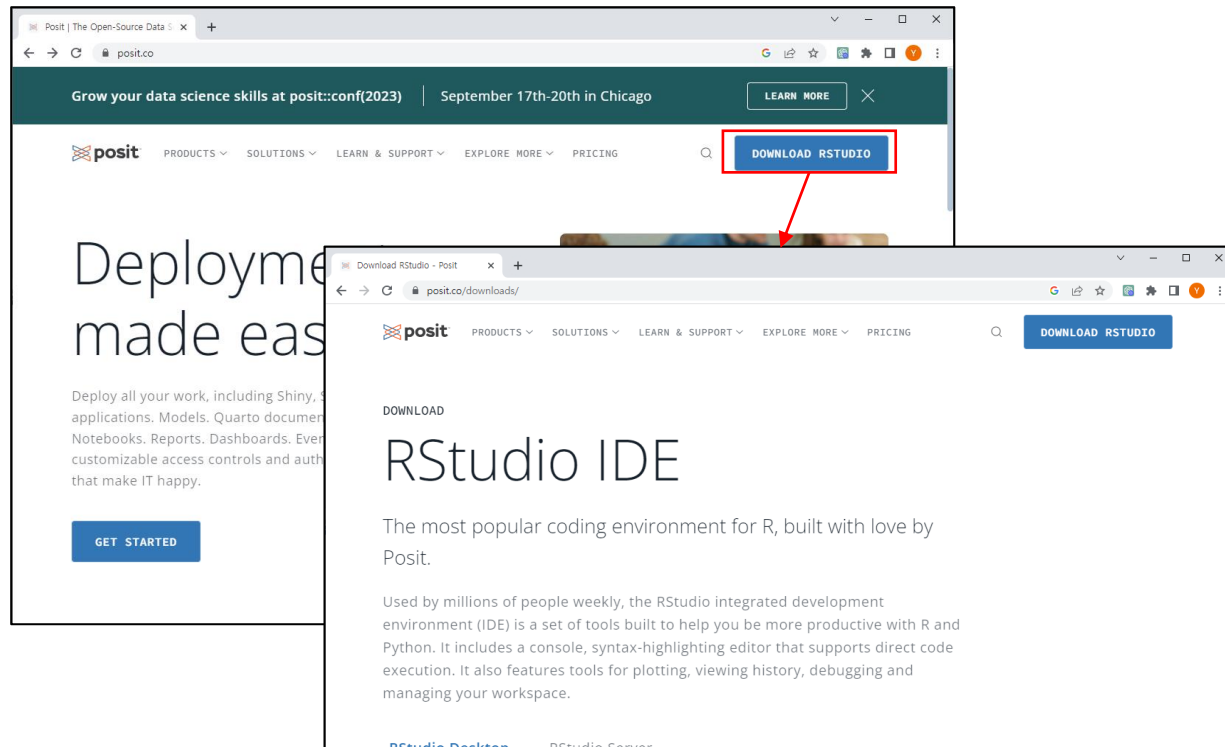 Posit | The Open-Source Data S
posit.co
Grow your data science skills at posit::conf(2023) | September 17th-20th in Chicago
LEARN MORE
posit PRODUCTS SOLUTIONS LEARN & SUPPORT EXPLORE MORE PRICING
DOWNLOAD RSTUDIO
Deployme
made eas
Deploy all your work, including Shiny, S
applications. Models. Quarto documen
Notebooks. Reports. Dashboards. Ever
customizable access controls and auth
that make IT happy.
GET STARTED
Download RStudio - Posit
posit.co/downloads/
posit PRODUCTS SOLUTIONS LEARN & SUPPORT EXPLORE MORE PRICING
DOWNLOAD RSTUDIO
DOWNLOAD
RStudio IDE
The most popular coding environment for R, built with love by
Posit.
Used by millions of people weekly, the RStudio integrated development
environment (IDE) is a set of tools built to help you be more productive with R and
Python. It includes a console, syntax-highlighting editor that supports direct code
execution. It also features tools for plotting, viewing history, debugging and
managing your workspace.
RStudio Desktop RStudio Server